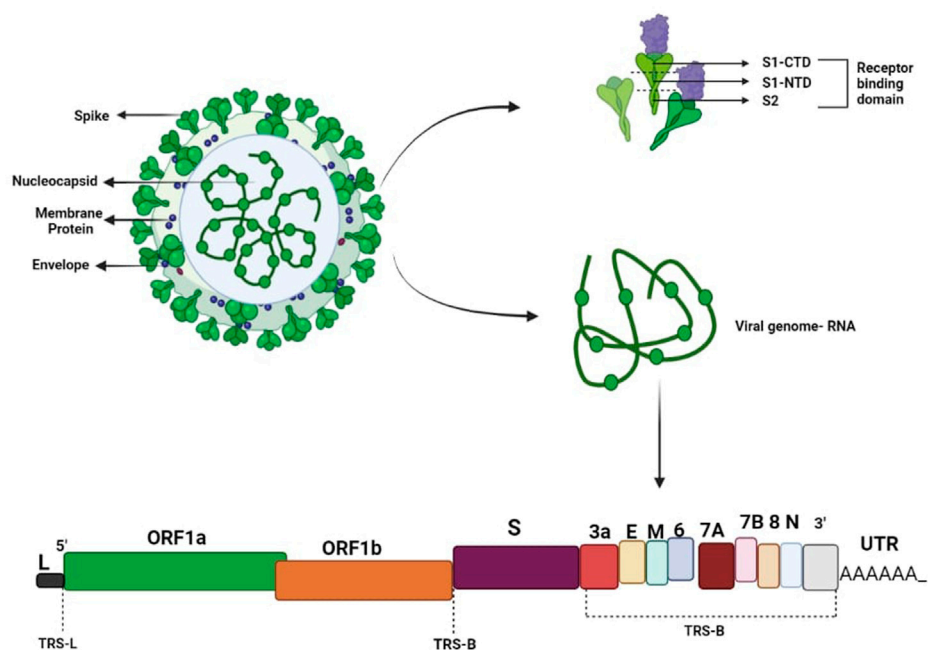 Spike
Nucleocapsid
Membrane
Protein
Envelope
S1-CTD
S1-NTD
S2
Receptor
binding
domain
Viral genome- RNA
L
5'
ORF1a
ORF1b
S
3a
E
M
6
7A
7B
8
N
3'
UTR
AAAAAA_
TRS-L
TRS-B
TRS-B